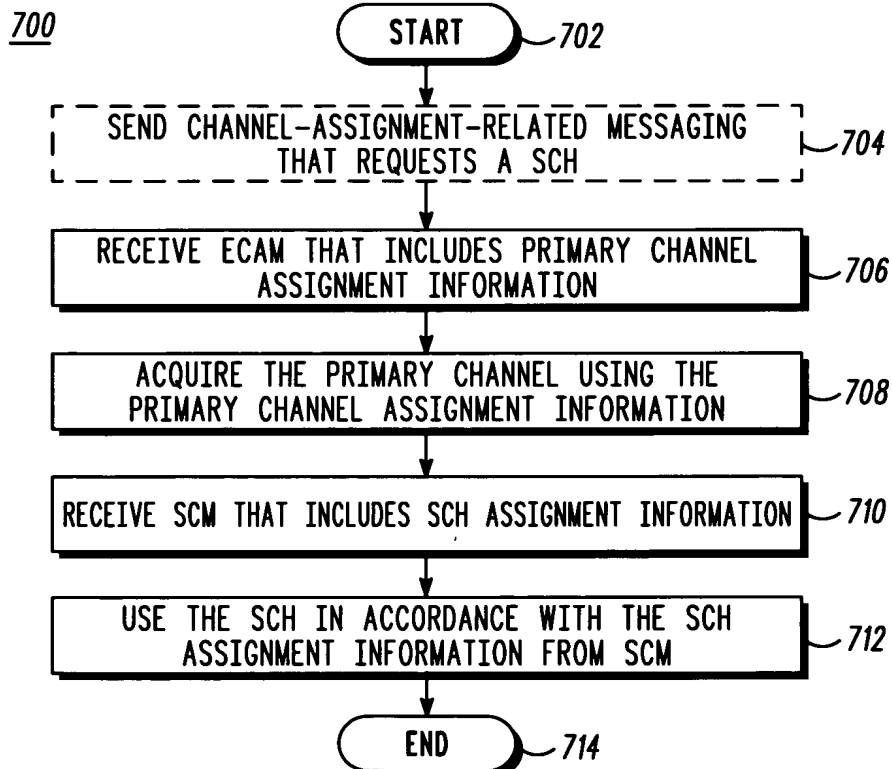 700
START
702
SEND CHANNEL-ASSIGNMENT-RELATED MESSAGING
THAT REQUESTS A SCH
704
RECEIVE ECAM THAT INCLUDES PRIMARY CHANNEL
ASSIGNMENT INFORMATION
706
ACQUIRE THE PRIMARY CHANNEL USING THE
PRIMARY CHANNEL ASSIGNMENT INFORMATION
708
RECEIVE SCM THAT INCLUDES SCH ASSIGNMENT INFORMATION
710
USE THE SCH IN ACCORDANCE WITH THE SCH
ASSIGNMENT INFORMATION FROM SCM
712
END
714